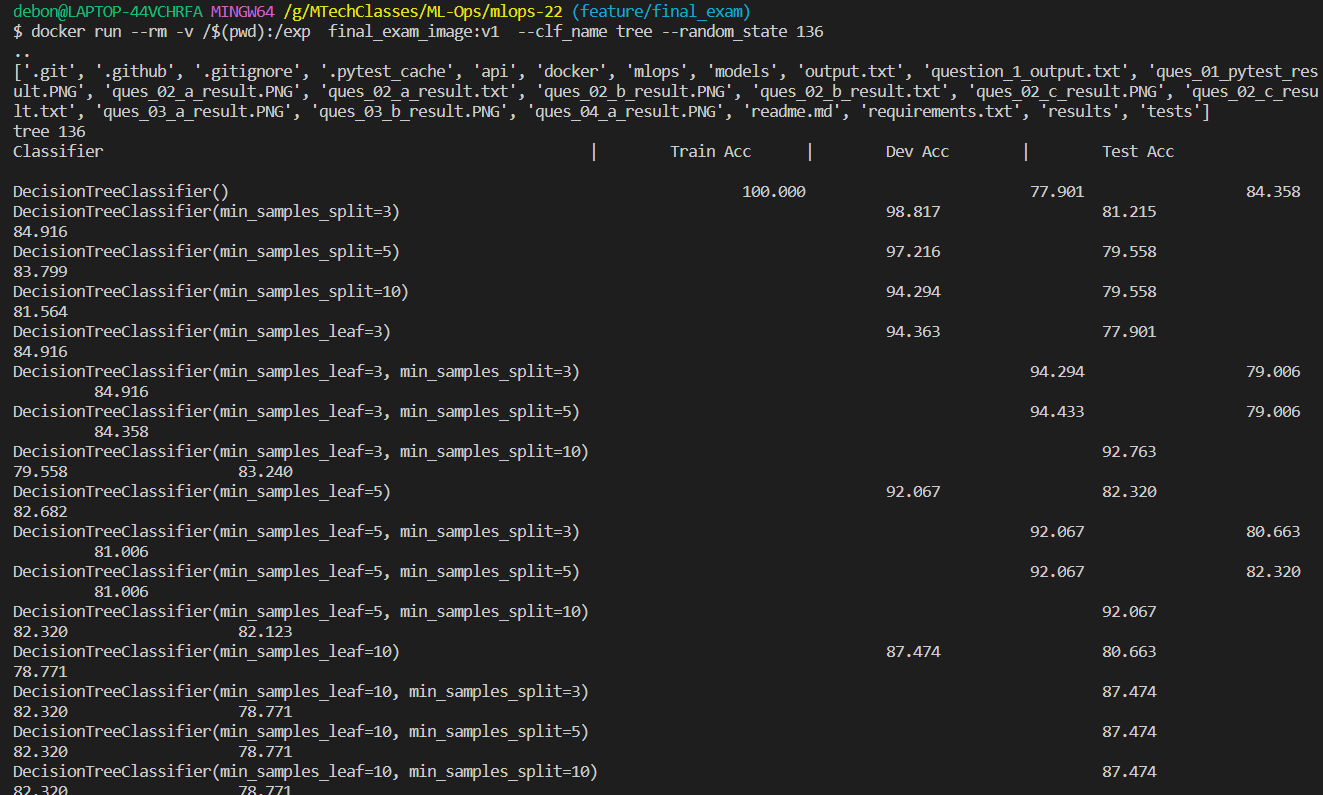 debon@LAPTOP-44VCHRFA MINGW64 /g/MTechClasses/ML-Ops/mlops-22 (feature/final_exam)
$ docker run --rm -v /$(pwd):/exp  final_exam_image:v1  --clf_name tree --random_state 136
..
['.git', '.github', '.gitignore', '.pytest_cache', 'api', 'docker', 'mlops', 'models', 'output.txt', 'question_1_output.txt', 'ques_01_pytest_res
ult.PNG', 'ques_02_a_result.PNG', 'ques_02_a_result.txt', 'ques_02_b_result.PNG', 'ques_02_b_result.txt', 'ques_02_c_result.PNG', 'ques_02_c_resu
lt.txt', 'ques_03_a_result.PNG', 'ques_03_b_result.PNG', 'ques_04_a_result.PNG', 'readme.md', 'requirements.txt', 'results', 'tests']
tree 136
Classifier | Train Acc | Dev Acc | Test Acc
DecisionTreeClassifier() 100.000 77.901 84.358
DecisionTreeClassifier(min_samples_split=3) 98.817 81.215
84.916
DecisionTreeClassifier(min_samples_split=5) 97.216 79.558
83.799
DecisionTreeClassifier(min_samples_split=10) 94.294 79.558
81.564
DecisionTreeClassifier(min_samples_leaf=3) 94.363 77.901
84.916
DecisionTreeClassifier(min_samples_leaf=3, min_samples_split=3) 94.294 79.006
84.916
DecisionTreeClassifier(min_samples_leaf=3, min_samples_split=5) 94.433 79.006
84.358
DecisionTreeClassifier(min_samples_leaf=3, min_samples_split=10) 92.763
79.558 83.240
DecisionTreeClassifier(min_samples_leaf=5) 92.067 82.320
82.682
DecisionTreeClassifier(min_samples_leaf=5, min_samples_split=3) 92.067 80.663
81.006
DecisionTreeClassifier(min_samples_leaf=5, min_samples_split=5) 92.067 82.320
81.006
DecisionTreeClassifier(min_samples_leaf=5, min_samples_split=10) 92.067
82.320 82.123
DecisionTreeClassifier(min_samples_leaf=10) 87.474 80.663
78.771
DecisionTreeClassifier(min_samples_leaf=10, min_samples_split=3) 87.474
82.320 78.771
DecisionTreeClassifier(min_samples_leaf=10, min_samples_split=5) 87.474
82.320 78.771
DecisionTreeClassifier(min_samples_leaf=10, min_samples_split=10) 87.474
82.320 78.771